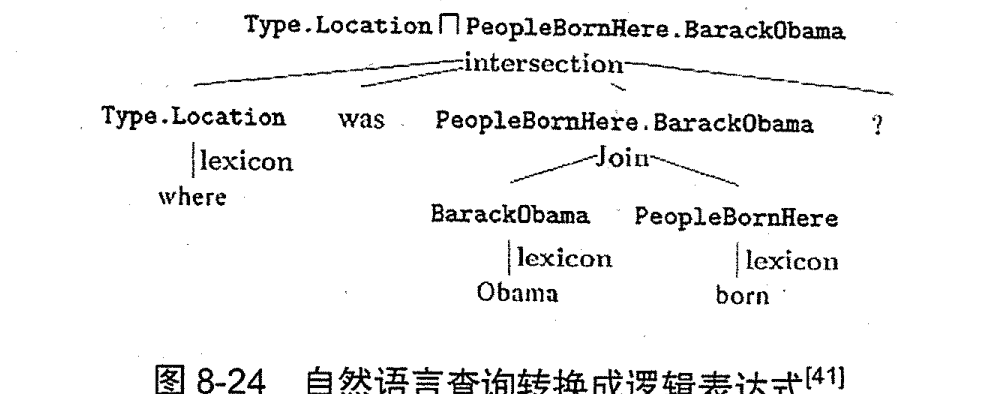 Type.Location⊓PeopleBornHere.BarackObama
intersection
Type.Location was PeopleBornHere.BarackObama ?
lexicon Join
where
BarackObama PeopleBornHere
lexicon lexicon
Obama born
图 8-24 自然语言查询转换成逻辑表达式[41]